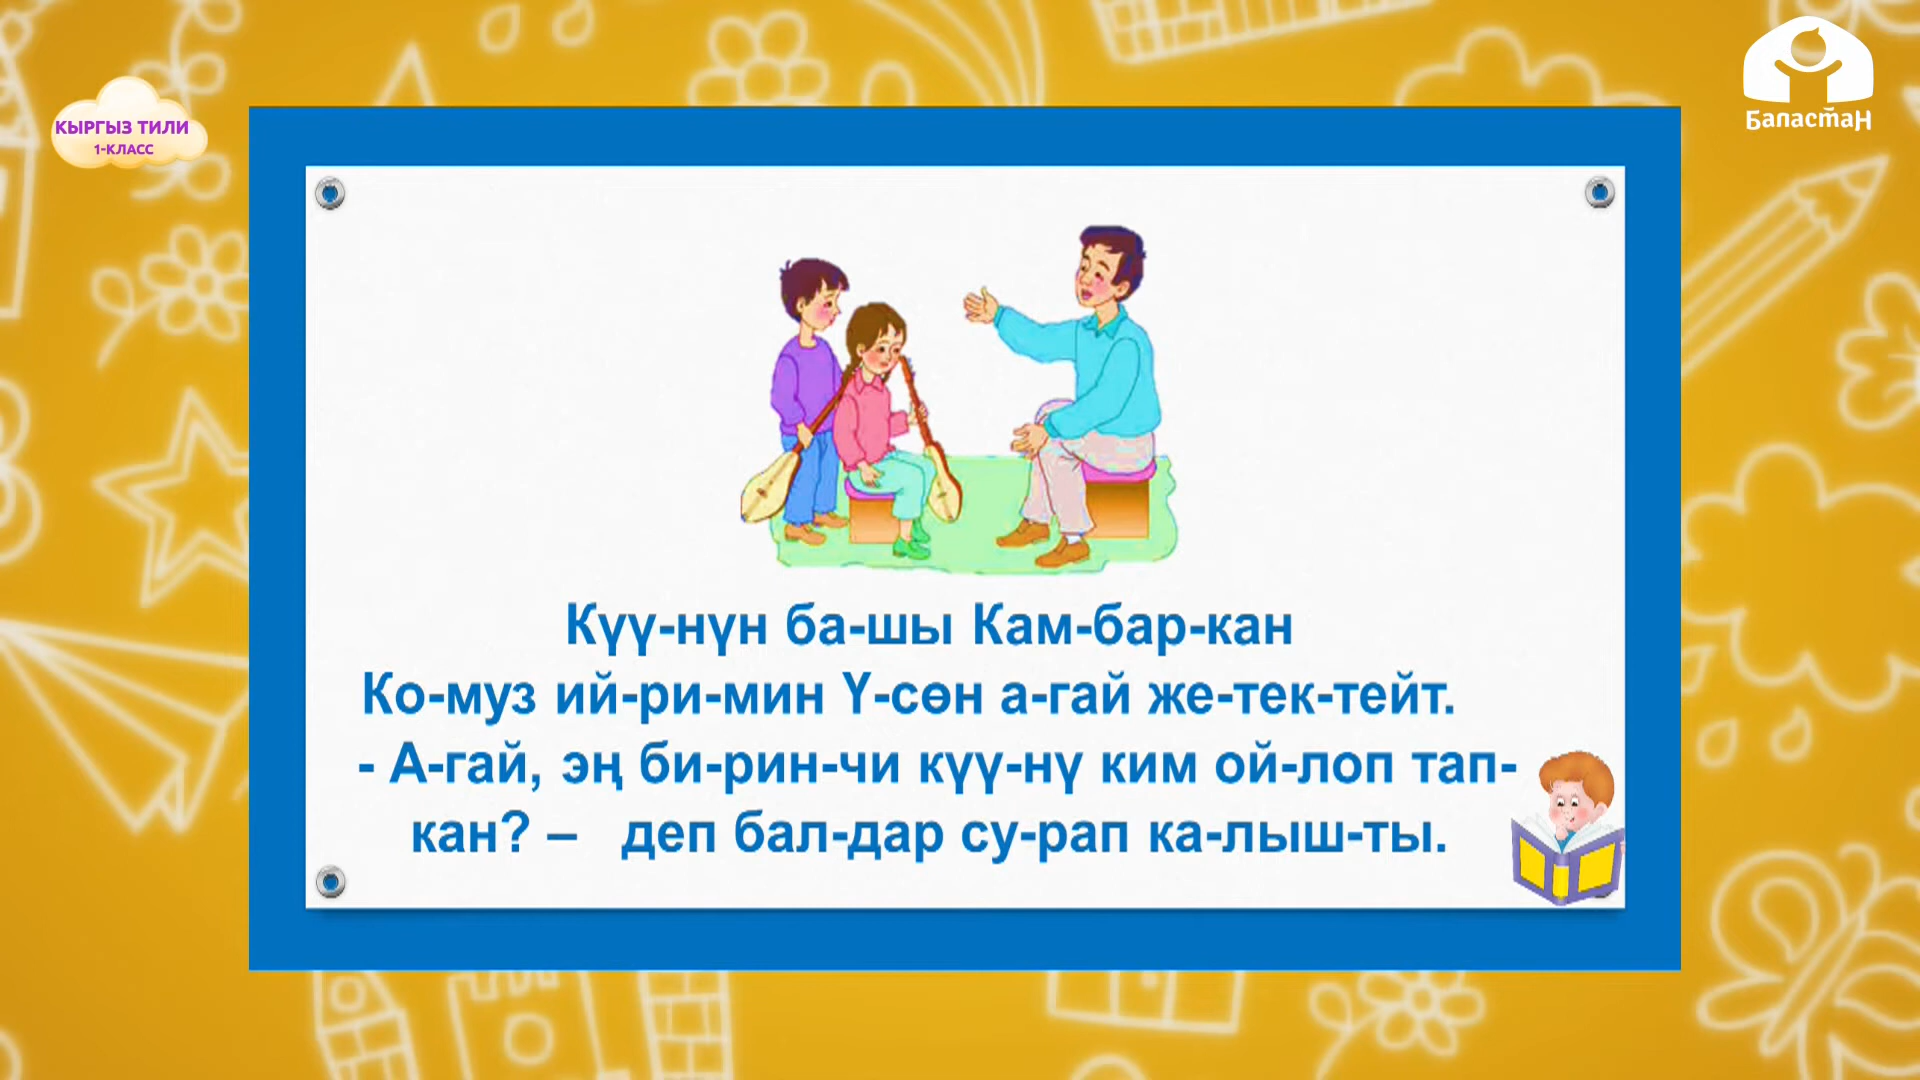 КЫРГЫЗ ТИЛИ
1-КЛАСС
Баластан
Күү-нүн ба-шы Кам-бар-кан
Ко-муз ий-ри-мин Ү-сөн а-гай же-тек-тейт.
- А-гай, эң би-рин-чи күү-нү ким ой-лоп тап-
кан? –   деп бал-дар су-рап ка-лыш-ты.